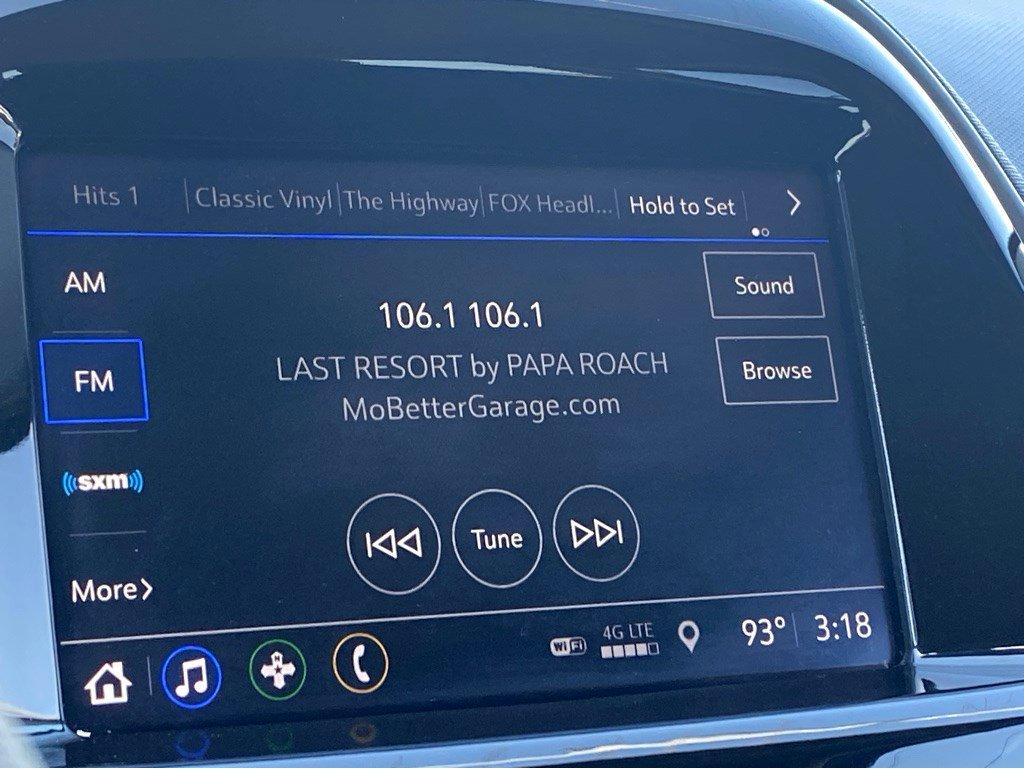 Hits 1 Classic Vinyl The Highway FOX Headl... Hold to Set
AM
Sound
106.1 106.1
FM
LAST RESORT by PAPA ROACH
Browse
MoBetterGarage.com
sxm
Tune
More
WiFi 4G LTE 93° 3:18
N